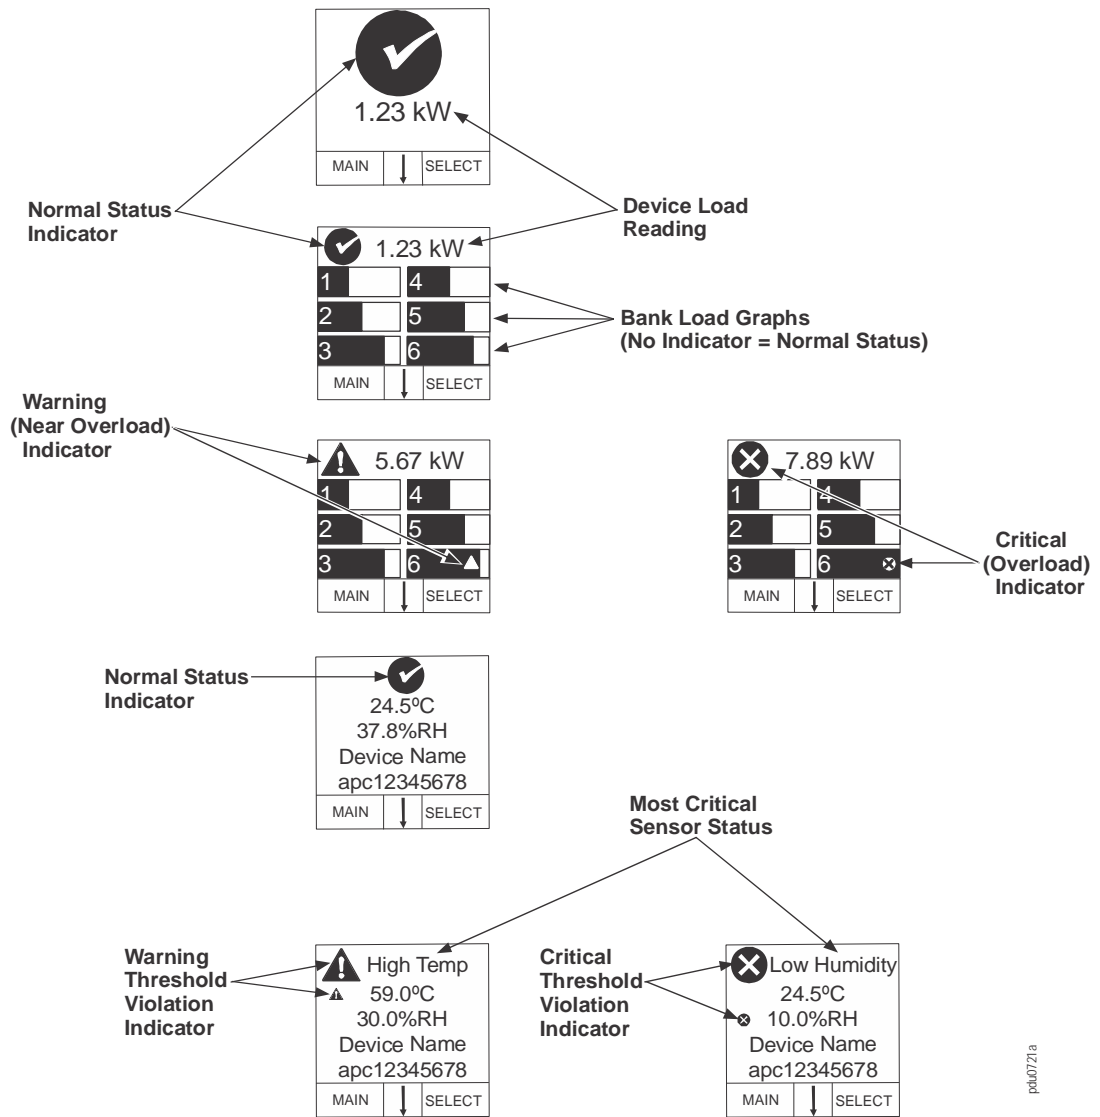 1.23 kW
MAIN
SELECT
Normal Status
Indicator
Device Load
Reading
1.23 kW
1
4
2
5
3
6
MAIN
SELECT
Bank Load Graphs
(No Indicator = Normal Status)
Warning
(Near Overload)
Indicator
5.67 kW
1
4
2
5
3
6
MAIN
SELECT
7.89 kW
1
4
2
5
3
6
MAIN
SELECT
Critical
(Overload)
Indicator
Normal Status
Indicator
24.5ºC
37.8%RH
Device Name
apc12345678
MAIN
SELECT
Most Critical
Sensor Status
Warning
Threshold
Violation
Indicator
High Temp
59.0ºC
30.0%RH
Device Name
apc12345678
MAIN
SELECT
Critical
Threshold
Violation
Indicator
Low Humidity
24.5ºC
10.0%RH
Device Name
apc12345678
MAIN
SELECT
pdu0721a